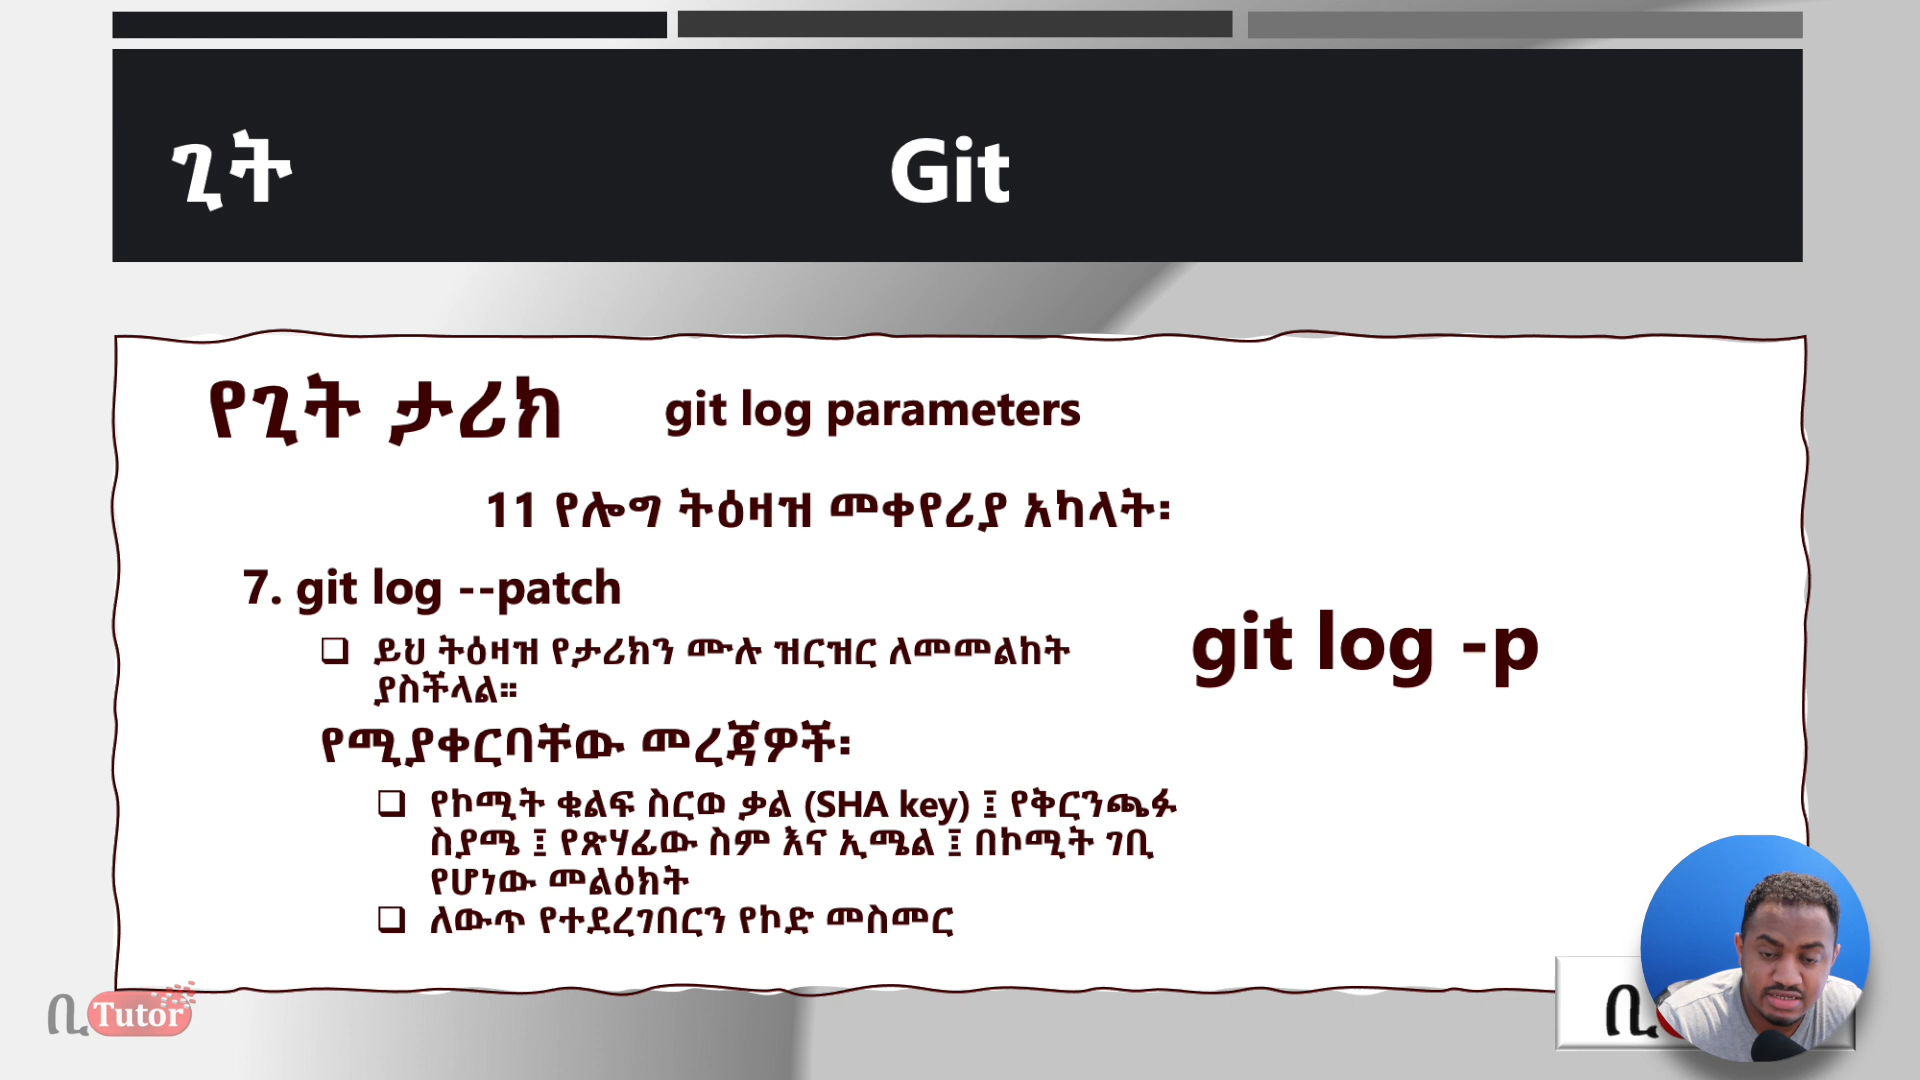 ጊት Git
የጊት ታሪክ git log parameters
11 የሎግ ትዕዛዝ መቀየሪያ አካላት፡
7. git log --patch
git log -p
❑ ይህ ትዕዛዝ የታሪክን ሙሉ ዝርዝር ለመመልከት
ያስችላል።
የሚያቀርባቸው መረጃዎች፡
❑ የኮሚት ቁልፍ ስርወ ቃል (SHA key) ፤ የቅርንጫፉ
ስያሜ ፤ የጽሃፊው ስም እና ኢሜል ፤ በኮሚት ገቢ
የሆነው መልዕክት
❑ ለውጥ የተደረገበርን የኮድ መስመር
ቢ Tutor
ቢ